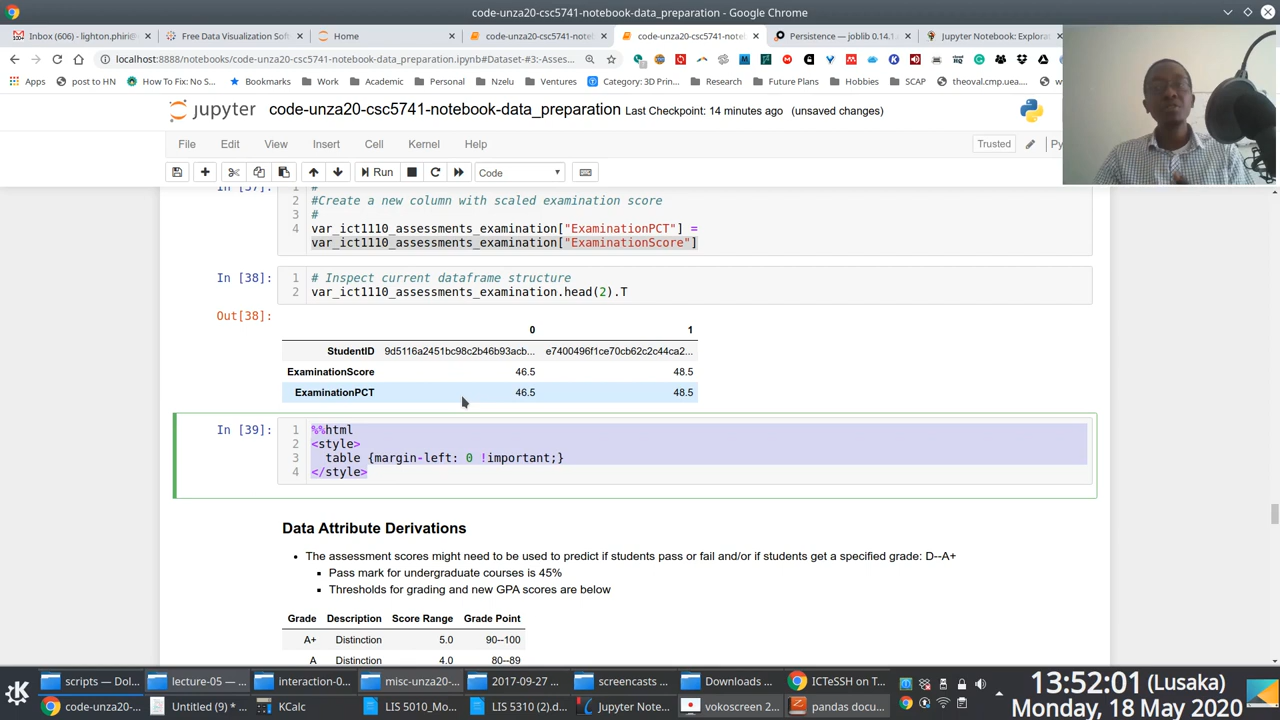 code-unza20-csc5741-notebook-data_preparation - Google Chrome
Inbox (606) - lighton.phiri@
Free Data Visualization Soft
Home
code-unza20-csc5741-notebo
code-unza20-csc5741-notebo
Persistence — joblib 0.14.1
Jupyter Notebook: Explorat
localhost:8888/notebooks/code-unza20-csc5741-notebook-data_preparation.ipynb#Dataset-#3:-Asses...
Apps
post to HN
How To Fix: No...
Bookmarks
Work
Academic
Personal
Nzelu
Ventures
Category:3D Prin...
Research
Future Plans
Hobbies
SCAP
theoval.cmp.uea...
jupyter code-unza20-csc5741-notebook-data_preparation Last Checkpoint: 14 minutes ago (unsaved changes)
File Edit View Insert Cell Kernel Help
Trusted
Run
Code
In [37]:
#
2 #Create a new column with scaled examination score
3 #
4 var_ict1110_assessments_examination["ExaminationPCT"] =
var_ict1110_assessments_examination["ExaminationScore"]
In [38]:
1 # Inspect current dataframe structure
2 var_ict1110_assessments_examination.head(2).T
Out[38]:
0 1
StudentID 9d5116a2451bc98c2b46b93acb... e7400496f1ce70cb62c2c44ca2...
ExaminationScore 46.5 48.5
ExaminationPCT 46.5 48.5
In [39]:
1 %%html
2 <style>
3 table {margin-left: 0 !important;}
4 </style>
Data Attribute Derivations
• The assessment scores might need to be used to predict if students pass or fail and/or if students get a specified grade: D--A+
▪ Pass mark for undergraduate courses is 45%
▪ Thresholds for grading and new GPA scores are below
Grade Description Score Range Grade Point
A+ Distinction 5.0 90--100
A Distinction 4.0 80--89
scripts — Dol...
lecture-05 — ...
interaction-0...
misc-unza20-...
2017-09-27 ...
screencasts ...
Downloads ...
ICTeSSH on T...
code-unza20-...
Untitled (9) * ...
KCalc
LIS 5010_Mo...
LIS 5310 (2).d...
Jupyter Note...
vokoscreen 2...
pandas docu...
13:52:01 (Lusaka)
Monday, 18 May 2020